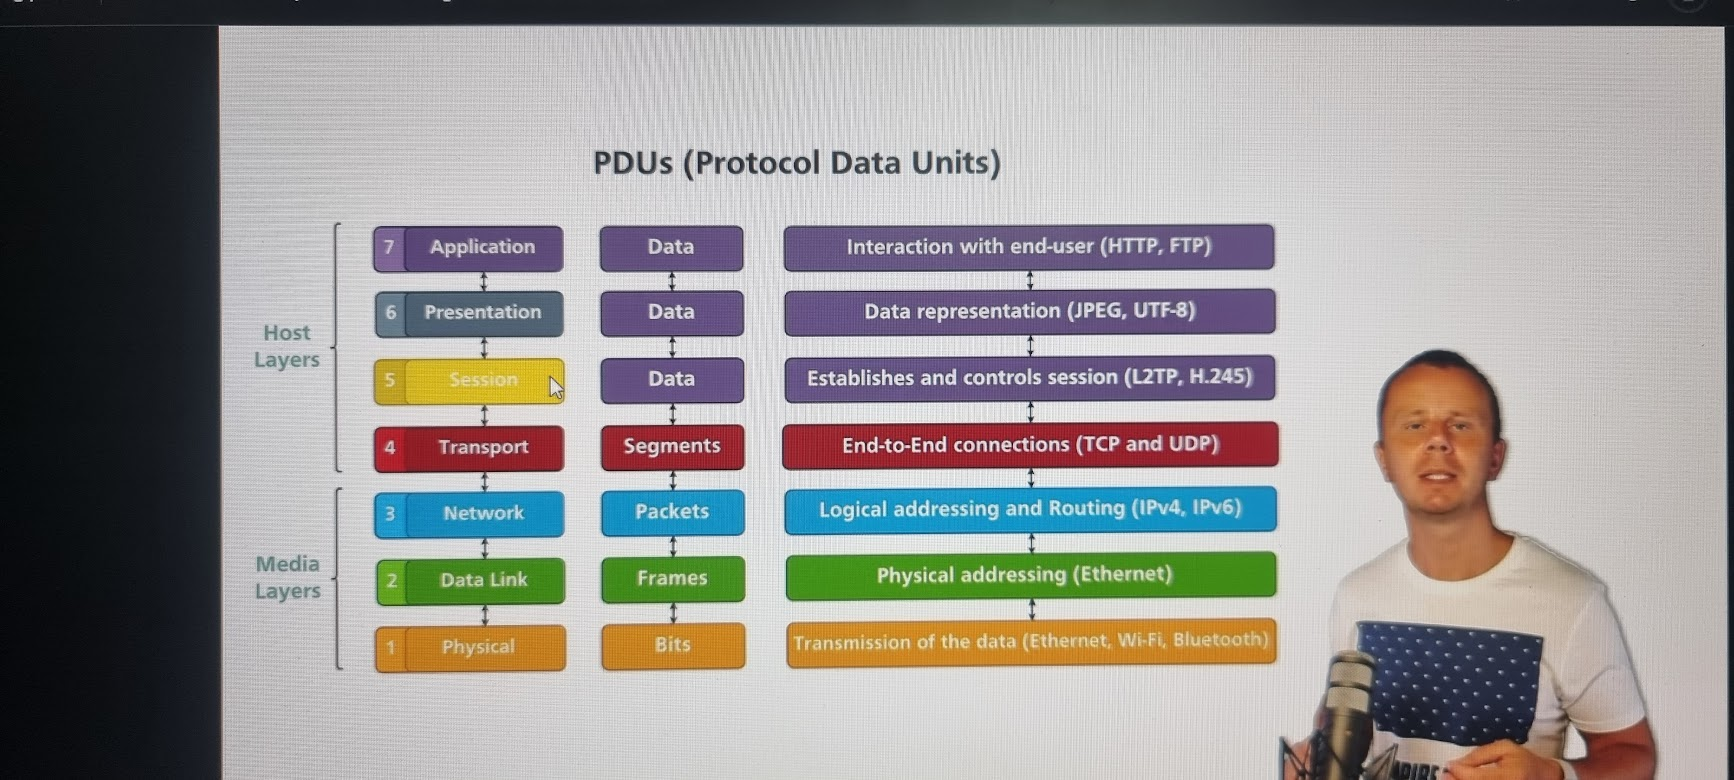 PDUs (Protocol Data Units)
Host
Layers
7 Application Data Interaction with end-user (HTTP, FTP)
6 Presentation Data Data representation (JPEG, UTF-8)
5 Session Data Establishes and controls session (L2TP, H.245)
4 Transport Segments End-to-End connections (TCP and UDP)
Media
Layers
3 Network Packets Logical addressing and Routing (IPv4, IPv6)
2 Data Link Frames Physical addressing (Ethernet)
1 Physical Bits Transmission of the data (Ethernet, Wi-Fi, Bluetooth)